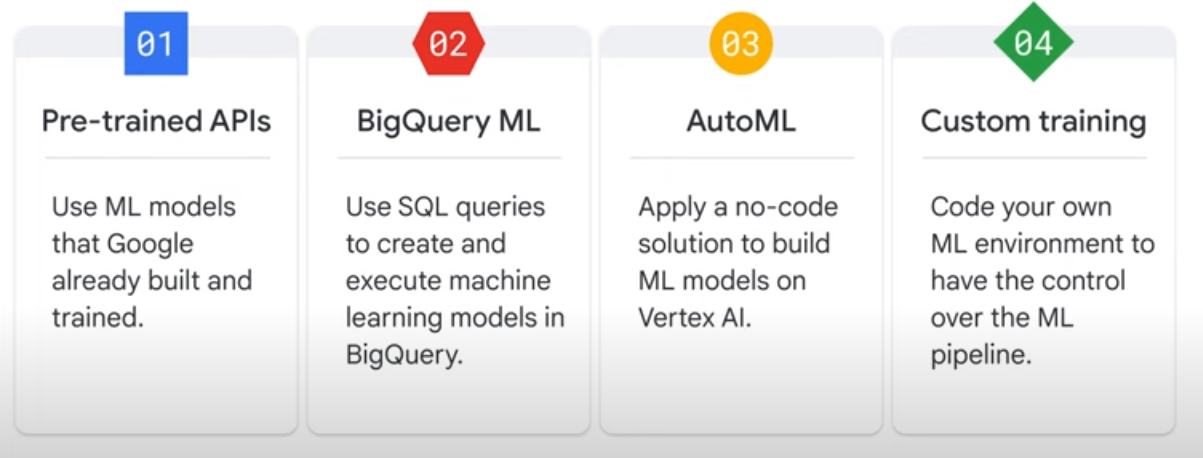 01
Pre-trained APIs
Use ML models
that Google
already built and
trained.
02
BigQuery ML
Use SQL queries
to create and
execute machine
learning models in
BigQuery.
03
AutoML
Apply a no-code
solution to build
ML models on
Vertex AI.
04
Custom training
Code your own
ML environment to
have the control
over the ML
pipeline.